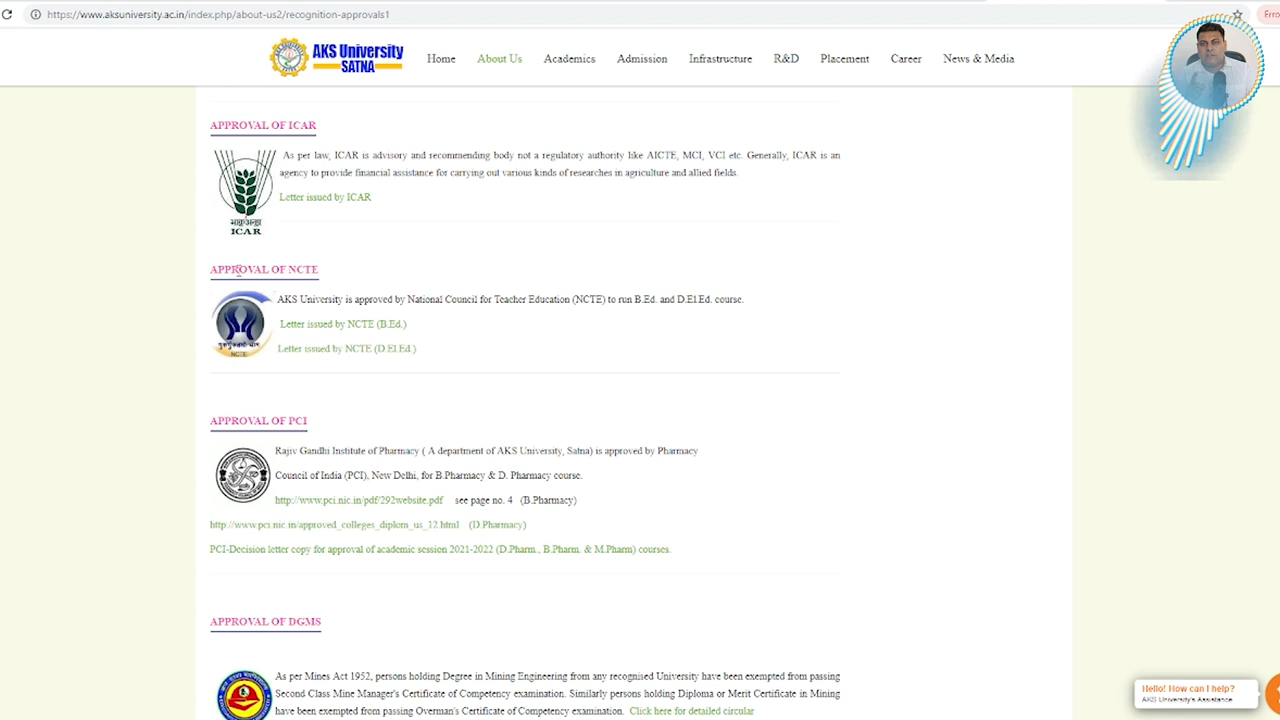 https://www.aksuniversity.ac.in/index.php/about-us2/recognition-approvals1
AKS University
SATNA
Home About Us Academics Admission Infrastructure R&D Placement Career News & Media
APPROVAL OF ICAR
As per law, ICAR is advisory and recommending body not a regulatory authority like AICTE, MCI, VCI etc. Generally, ICAR is an
agency to provide financial assistance for carrying out various kinds of researches in agriculture and allied fields.
Letter issued by ICAR
ICAR
APPROVAL OF NCTE
AKS University is approved by National Council for Teacher Education (NCTE) to run B.Ed. and D.El.Ed. course.
Letter issued by NCTE (B.Ed.)
Letter issued by NCTE (D.El.Ed.)
NCTE
APPROVAL OF PCI
Rajiv Gandhi Institute of Pharmacy ( A department of AKS University, Satna) is approved by Pharmacy
Council of India (PCI), New Delhi, for B.Pharmacy & D. Pharmacy course.
http://www.pci.nic.in/pdf/292website.pdf see page no. 4 (B.Pharmacy)
http://www.pci.nic.in/approved_colleges_diplom_us_12.html (D.Pharmacy)
PCI-Decision letter copy for approval of academic session 2021-2022 (D.Pharm., B.Pharm. & M.Pharm) courses.
APPROVAL OF DGMS
As per Mines Act 1952, persons holding Degree in Mining Engineering from any recognised University have been exempted from passing
Second Class Mine Manager's Certificate of Competency examination. Similarly persons holding Diploma or Merit Certificate in Mining
have been exempted from passing Overman's Certificate of Competency examination. Click here for detailed circular
Hello! How can I help?
AKS University's Assistance